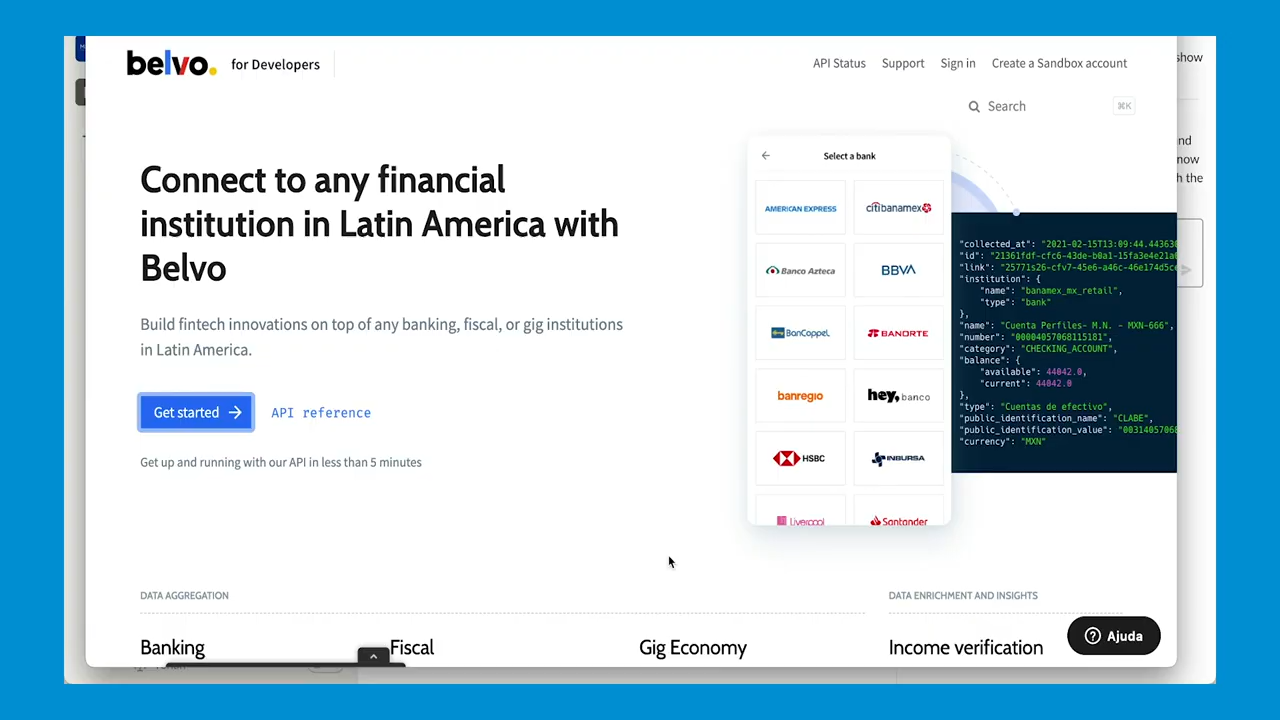 belvo. for Developers
API Status Support Sign in Create a Sandbox account
Search ⌘K
Connect to any financial
institution in Latin America with
Belvo
Build fintech innovations on top of any banking, fiscal, or gig institutions
in Latin America.
Get started →
API reference
Get up and running with our API in less than 5 minutes
← Select a bank
AMERICAN EXPRESS
citibanamex
Banco Azteca
BBVA
BanCoppel
BANORTE
banregio
hey, banco
HSBC
INBURSA
Liverpool
Santander
"collected_at": "2021-02-15T13:09:44.443630
"id": "21361fdf-cfc6-43de-b0a1-15fa3e4e21a
"link": "25771s26-cfv7-45e6-a46c-46e174d5ce
"institution": {
"name": "banamex_mx_retail",
"type": "bank"
},
"name": "Cuenta Perfiles- M.N. - MXN-666",
"number": "00004057068115181",
"category": "CHECKING_ACCOUNT",
"balance": {
"available": 44042.0,
"current": 44042.0
},
"type": "Cuentas de efectivo",
"public_identification_name": "CLABE",
"public_identification_value": "0031405706
"currency": "MXN"
show
nd
now
h the
DATA AGGREGATION
DATA ENRICHMENT AND INSIGHTS
Banking
Fiscal
Gig Economy
Income verification
Ajuda